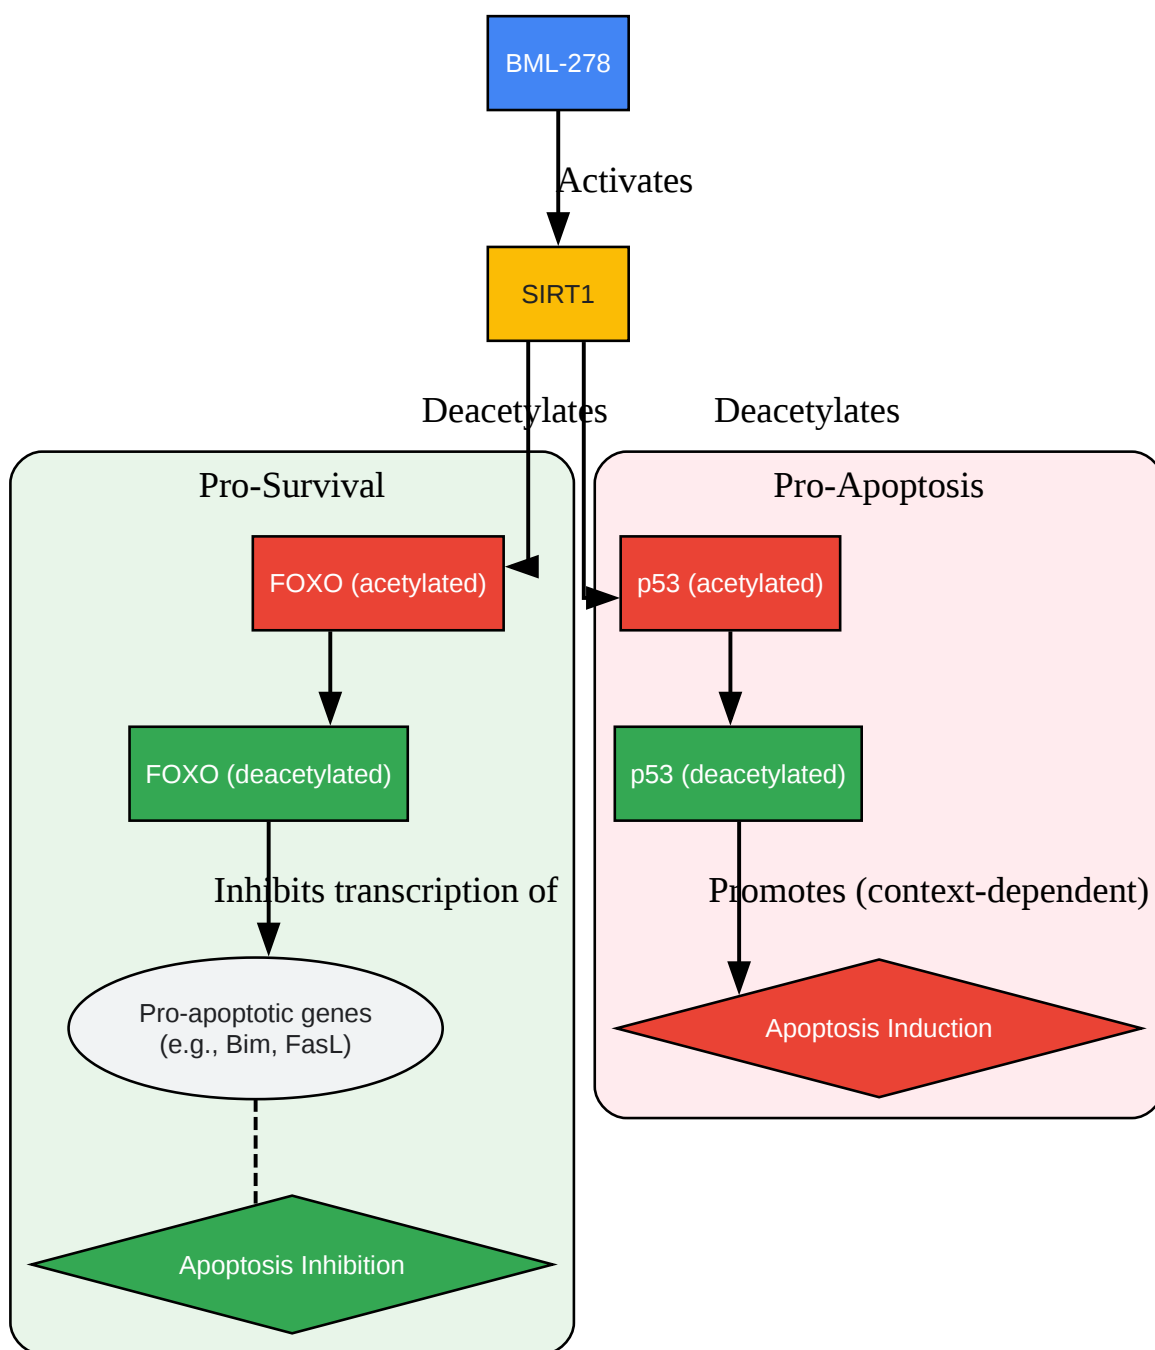 BML-278
Activates
SIRT1
Deacetylates
Deacetylates
Pro-Survival
Pro-Apoptosis
FOXO (acetylated)
p53 (acetylated)
FOXO (deacetylated)
p53 (deacetylated)
Inhibits transcription of
Promotes (context-dependent)
Pro-apoptotic genes
(e.g., Bim, FasL)
Apoptosis Induction
Apoptosis Inhibition